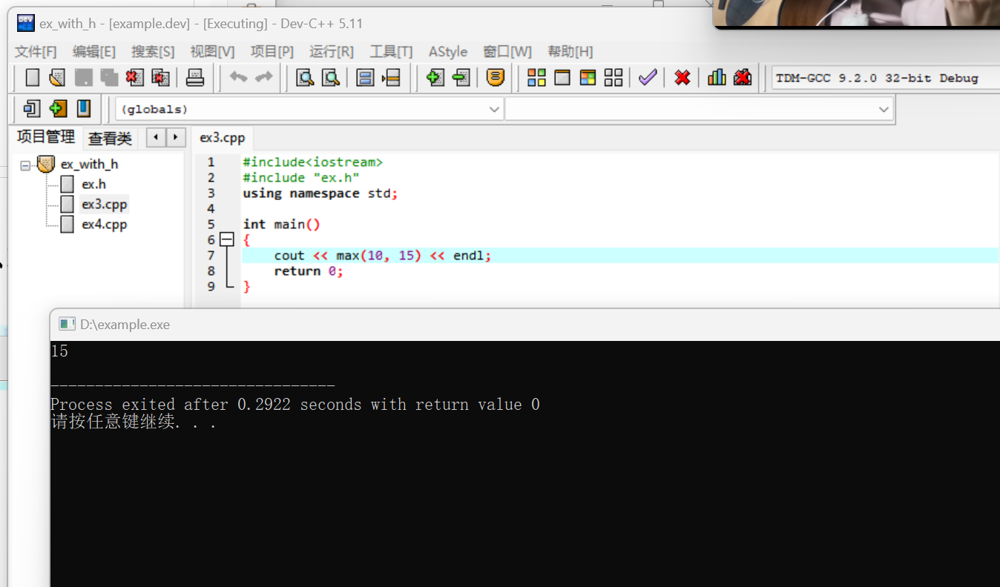 ex_with_h - [example.dev] - [Executing] - Dev-C++ 5.11
文件[F] 编辑[E] 搜索[S] 视图[V] 项目[P] 运行[R] 工具[T] AStyle 窗口[W] 帮助[H]
TDM-GCC 9.2.0 32-bit Debug
(globals)
项目管理 查看类 ex3.cpp
ex_with_h
ex.h
ex3.cpp
ex4.cpp
1 #include<iostream>
2 #include "ex.h"
3 using namespace std;
4
5 int main()
6 {
7 cout << max(10, 15) << endl;
8 return 0;
9 }
D:\example.exe
15
--------------------------------
Process exited after 0.2922 seconds with return value 0
请按任意键继续. . .